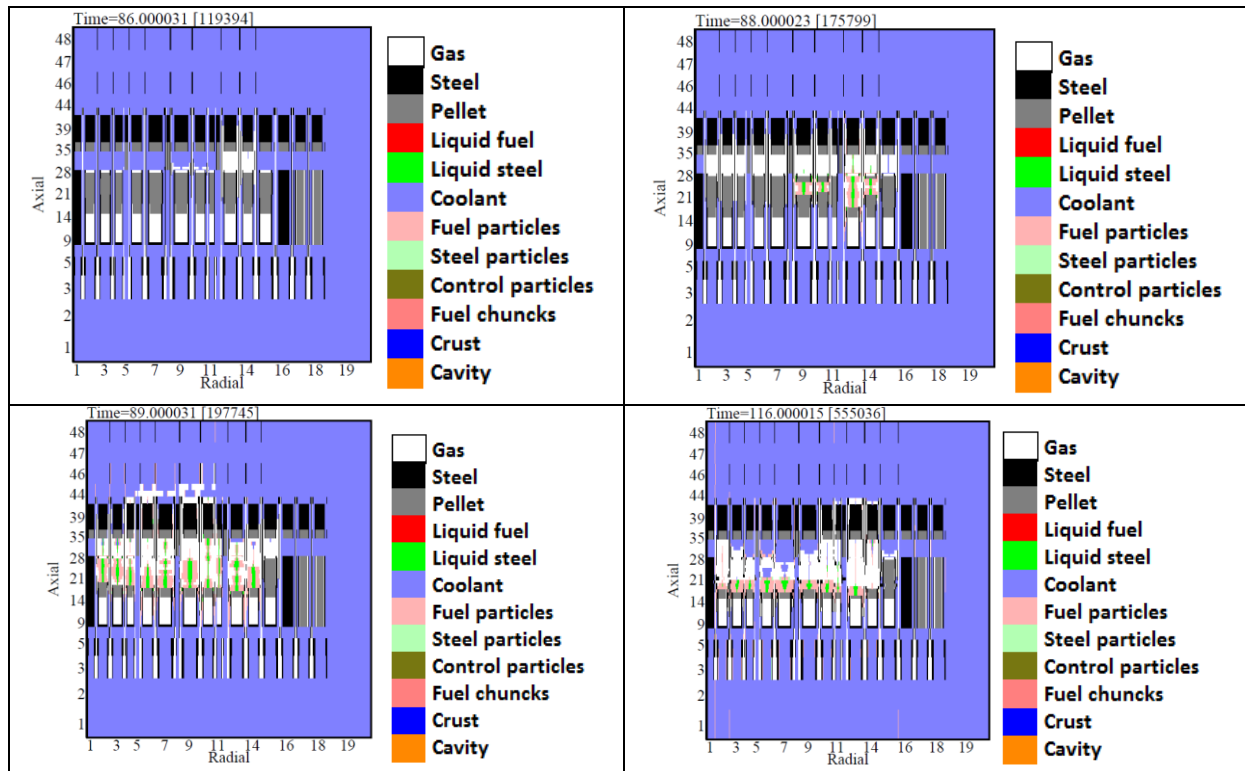 Time=86.000031 [119394]
48
47
46
44
39
35
28
21
14
9
5
3
2
1
Axial
1 3 5 7 9 11 14 16 19
Radial
Gas
Steel
Pellet
Liquid fuel
Liquid steel
Coolant
Fuel particles
Steel particles
Control particles
Fuel chuncks
Crust
Cavity
Time=88.000023 [175799]
48
47
46
44
39
35
28
21
14
9
5
3
2
1
Axial
1 3 5 7 9 11 14 16 19
Radial
Gas
Steel
Pellet
Liquid fuel
Liquid steel
Coolant
Fuel particles
Steel particles
Control particles
Fuel chuncks
Crust
Cavity
Time=89.000031 [197745]
48
47
46
44
39
35
28
21
14
9
5
3
2
1
Axial
1 3 5 7 9 11 14 16 19
Radial
Gas
Steel
Pellet
Liquid fuel
Liquid steel
Coolant
Fuel particles
Steel particles
Control particles
Fuel chuncks
Crust
Cavity
Time=116.000015 [555036]
48
47
46
44
39
35
28
21
14
9
5
3
2
1
Axial
1 3 5 7 9 11 14 16 18 19
Radial
Gas
Steel
Pellet
Liquid fuel
Liquid steel
Coolant
Fuel particles
Steel particles
Control particles
Fuel chuncks
Crust
Cavity